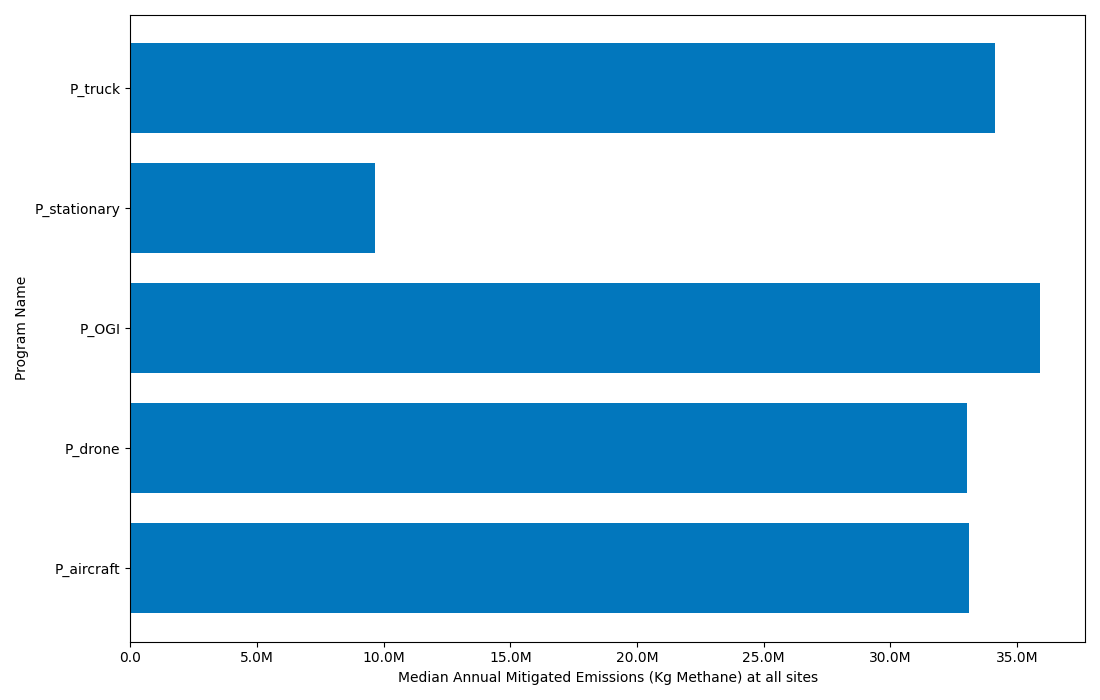 P_truck
P_stationary
P_OGI
P_drone
P_aircraft
Program Name
0.0 5.0M 10.0M 15.0M 20.0M 25.0M 30.0M 35.0M
Median Annual Mitigated Emissions (Kg Methane) at all sites